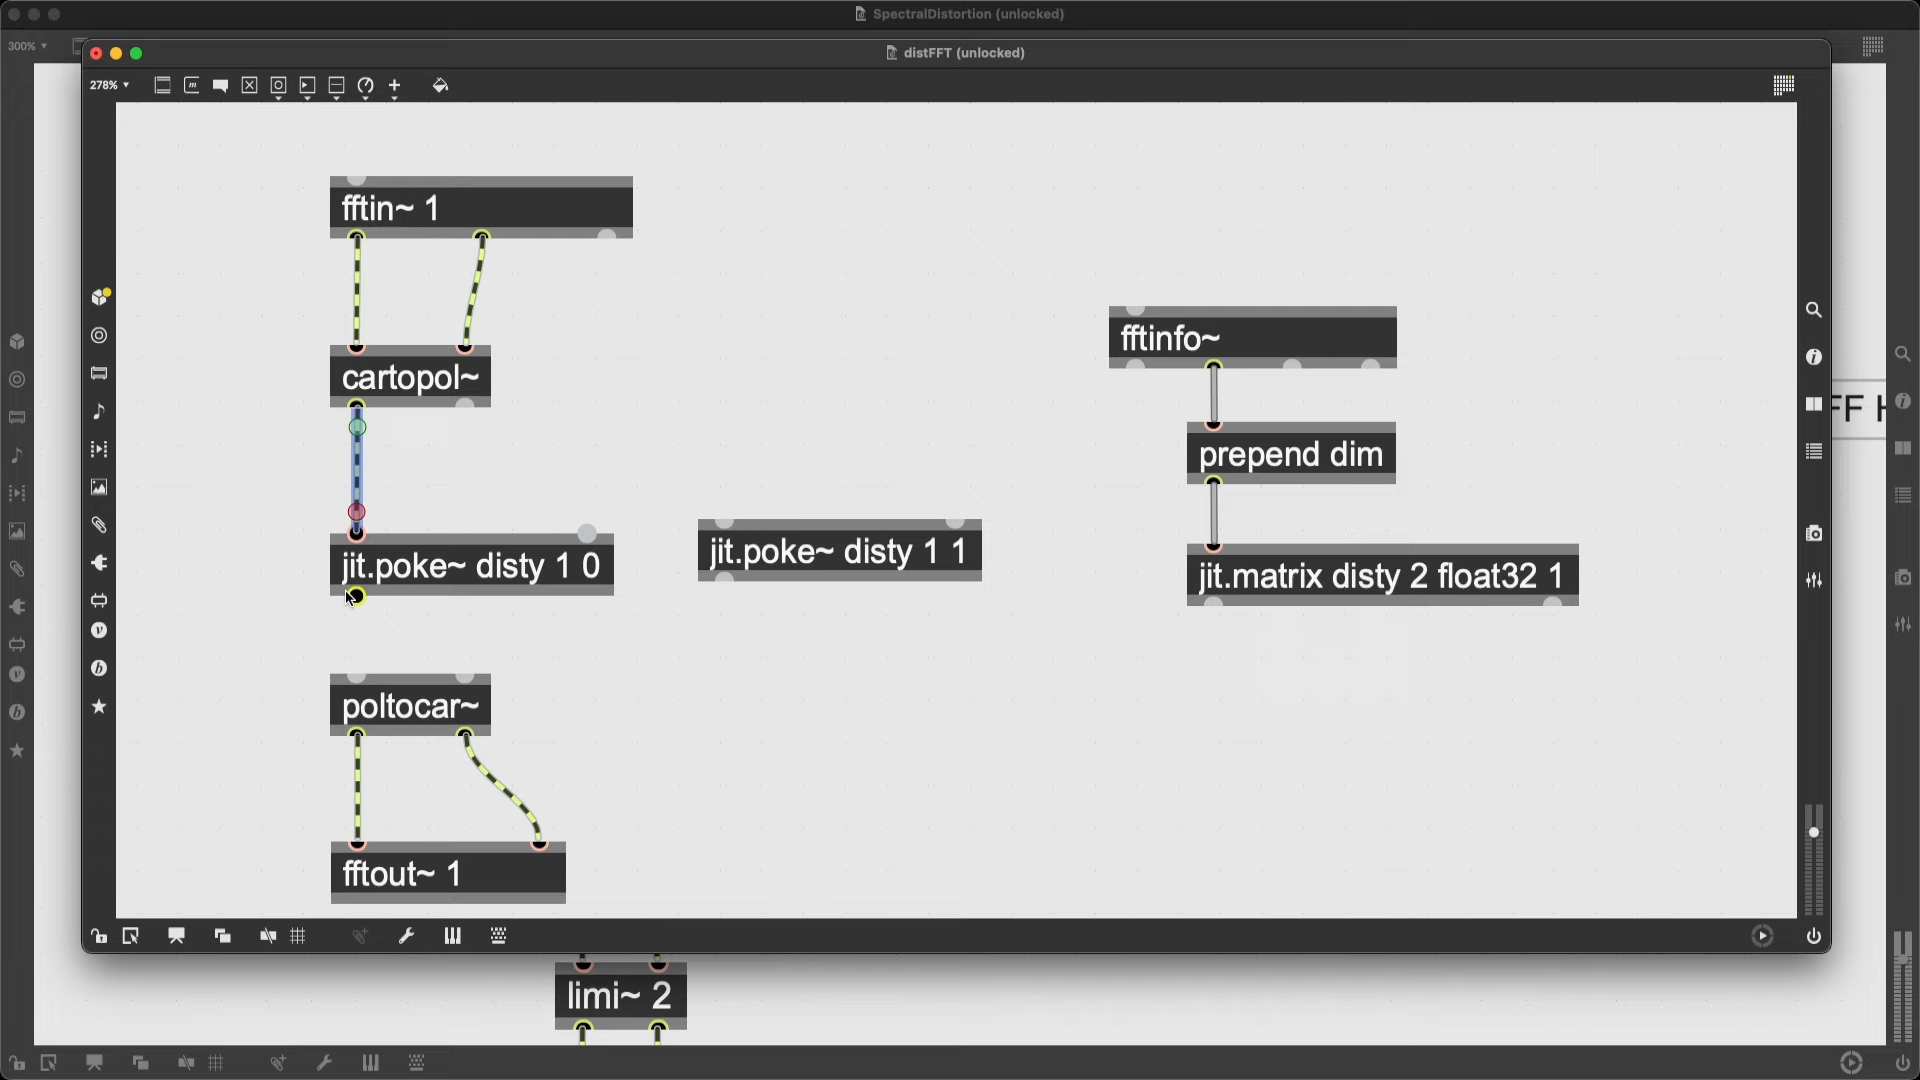 SpectralDistortion (unlocked)
300%
distFFT (unlocked)
278%
fftin~ 1
fftinfo~
cartopol~
FF
prepend dim
jit.poke~ disty 1 0
jit.poke~ disty 1 1
jit.matrix disty 2 float32 1
poltocar~
fftout~ 1
limi~ 2